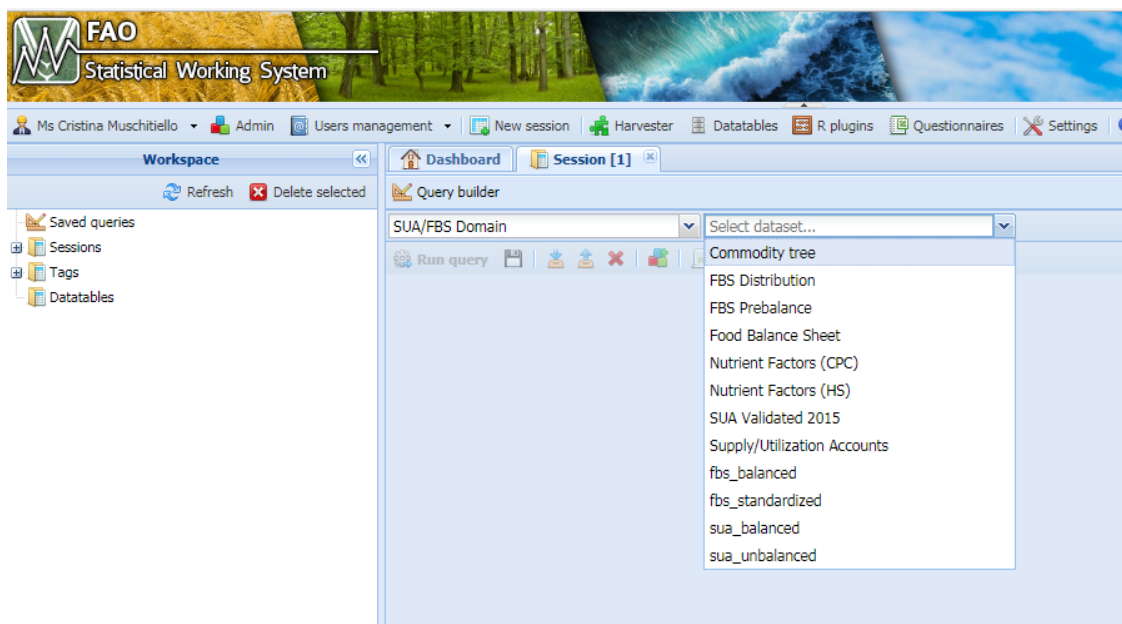 FAO
Statistical Working System
Ms Cristina Muschitiello Admin Users management New session Harvester Datatables R plugins Questionnaires Settings
Workspace
Refresh Delete selected
Saved queries
Sessions
Tags
Datatables
Dashboard Session [1]
Query builder
SUA/FBS Domain Select dataset...
Run query
Commodity tree
FBS Distribution
FBS Prebalance
Food Balance Sheet
Nutrient Factors (CPC)
Nutrient Factors (HS)
SUA Validated 2015
Supply/Utilization Accounts
fbs_balanced
fbs_standardized
sua_balanced
sua_unbalanced